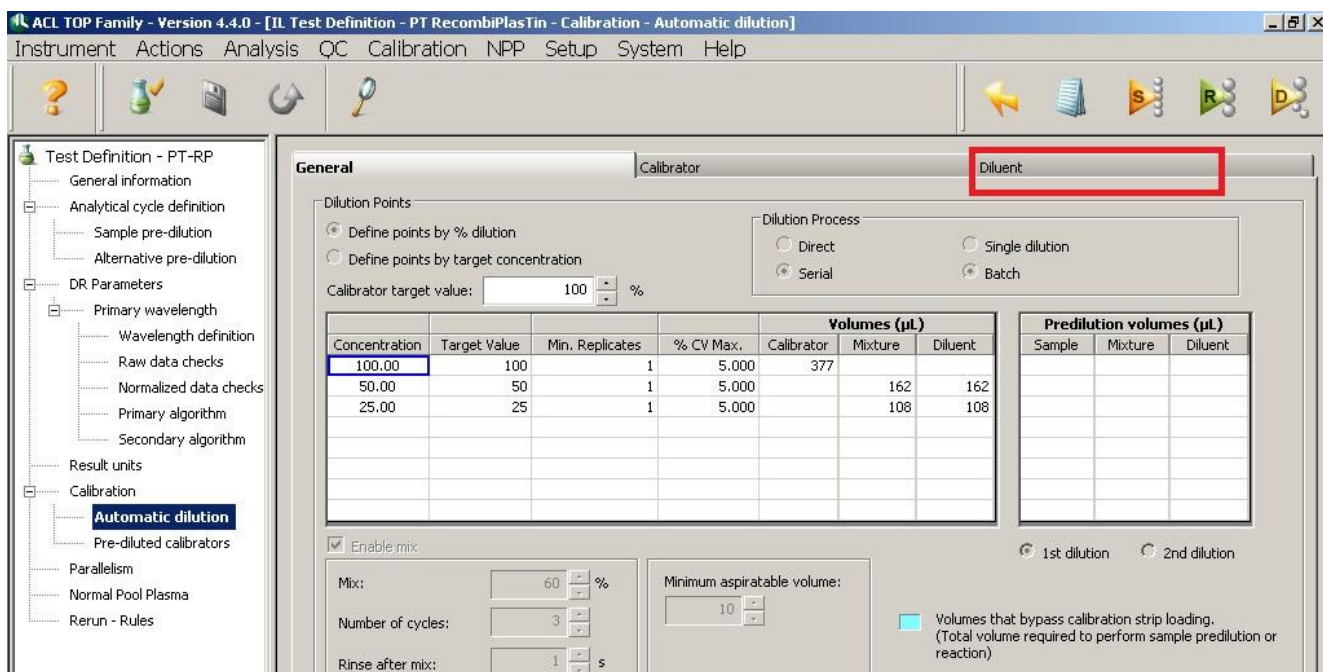 ACL TOP Family - Version 4.4.0 - [IL Test Definition - PT RecombiPlasTin - Calibration - Automatic dilution]
Instrument Actions Analysis QC Calibration NPP Setup System Help
S R D
Test Definition - PT-RP
General information
Analytical cycle definition
Sample pre-dilution
Alternative pre-dilution
DR Parameters
Primary wavelength
Wavelength definition
Raw data checks
Normalized data checks
Primary algorithm
Secondary algorithm
Result units
Calibration
Automatic dilution
Pre-diluted calibrators
Parallelism
Normal Pool Plasma
Rerun - Rules
General Calibrator Diluent
Dilution Points
Define points by % dilution
Define points by target concentration
Calibrator target value: 100 %
Dilution Process
Direct Single dilution
Serial Batch
Volumes (µL)
Concentration Target Value Min. Replicates % CV Max. Calibrator Mixture Diluent
100.00 100 1 5.000 377
50.00 50 1 5.000 162 162
25.00 25 1 5.000 108 108
Predilution volumes (µL)
Sample Mixture Diluent
Enable mix
1st dilution 2nd dilution
Mix: 60 %
Number of cycles: 3
Rinse after mix: 1 s
Minimum aspiratable volume:
10
Volumes that bypass calibration strip loading.
(Total volume required to perform sample predilution or
reaction)